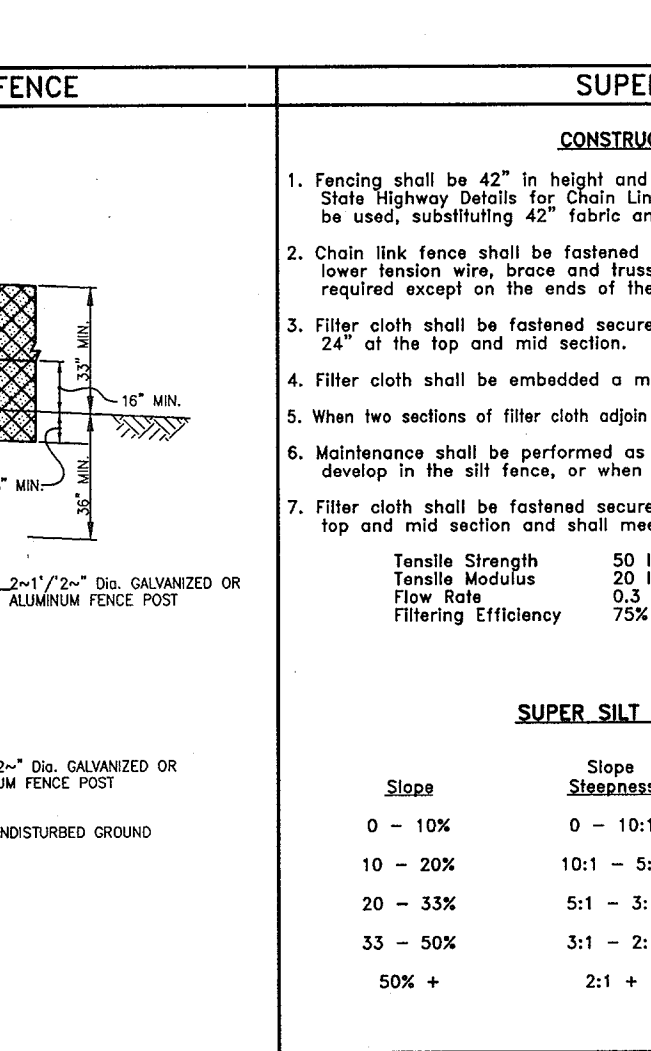 FENCE
33" MIN.
16" MIN.
" MIN.
36" MIN.
2~1'/'2~" Dia. GALVANIZED OR
ALUMINUM FENCE POST
2~" Dia. GALVANIZED OR
UM FENCE POST
NDISTURBED GROUND
SUPER
CONSTRUC
1. Fencing shall be 42" in height and
State Highway Details for Chain Lin
be used, substituting 42" fabric an
2. Chain link fence shall be fastened
lower tension wire, brace and truss
required except on the ends of the
3. Filter cloth shall be fastened secure
24" at the top and mid section.
4. Filter cloth shall be embedded a m
5. When two sections of filter cloth adjoin
6. Maintenance shall be performed as
develop in the silt fence, or when
7. Filter cloth shall be fastened secure
top and mid section and shall mee
Tensile Strength 50 l
Tensile Modulus 20 l
Flow Rate 0.3
Filtering Efficiency 75%
SUPER SILT
Slope Slope Steepness
0 - 10% 0 - 10:1
10 - 20% 10:1 - 5:
20 - 33% 5:1 - 3:
33 - 50% 3:1 - 2:
50% + 2:1 +